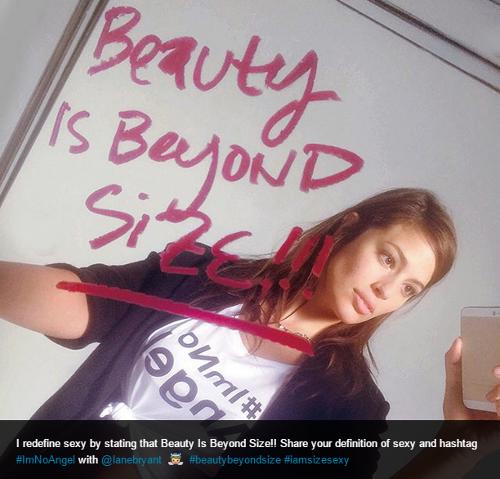 Beauty
Is Beyond
Size!!!
#ImNo
Angel
I redefine sexy by stating that Beauty Is Beyond Size!! Share your definition of sexy and hashtag
#ImNoAngel with @lanebryant #beautybeyondsize #iamsizesexy